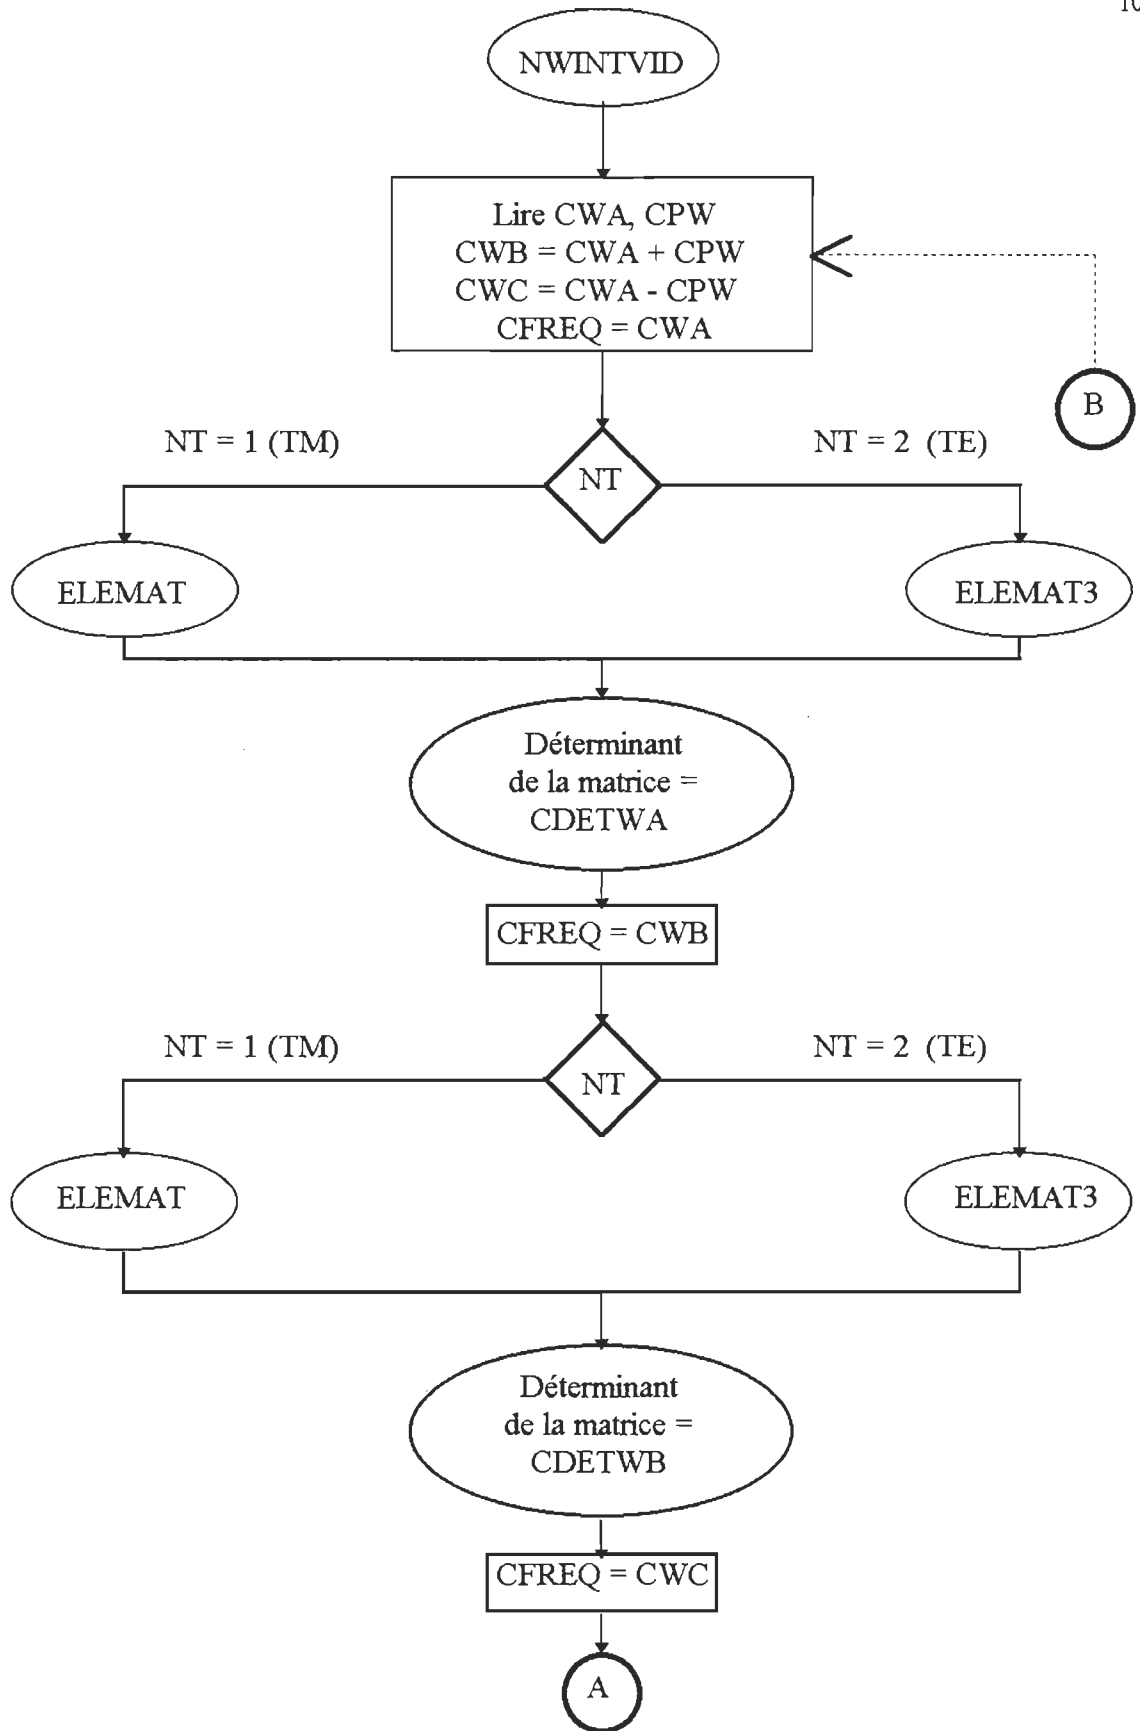 10
NWINTVID
Lire CWA, CPW
CWB = CWA + CPW
CWC = CWA - CPW
CFREQ = CWA
B
NT = 1 (TM)
NT = 2 (TE)
NT
ELEMAT
ELEMAT3
Déterminant
de la matrice =
CDETWA
CFREQ = CWB
NT = 1 (TM)
NT = 2 (TE)
NT
ELEMAT
ELEMAT3
Déterminant
de la matrice =
CDETWB
CFREQ = CWC
A